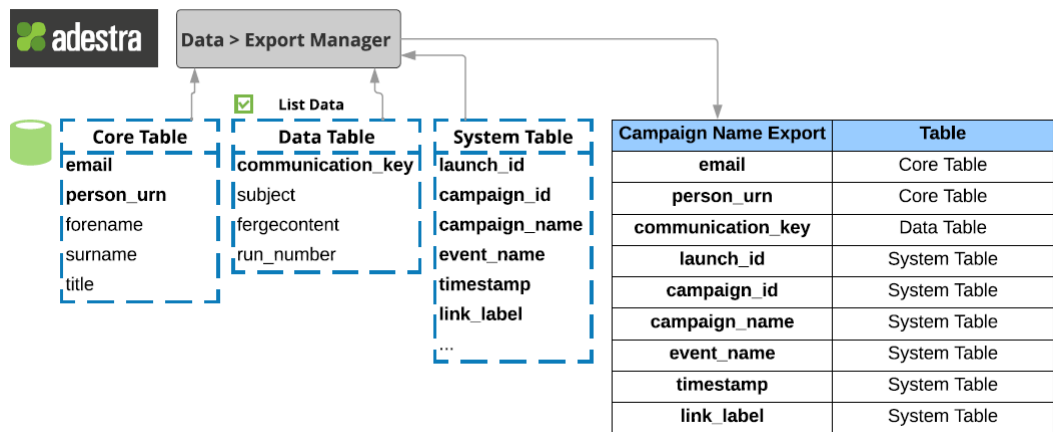 adestra
Data > Export Manager
List Data
Core Table
email
person_urn
forename
surname
title
Data Table
communication_key
subject
fergecontent
run_number
System Table
launch_id
campaign_id
campaign_name
event_name
timestamp
link_label
...
Campaign Name Export Table
email Core Table
person_urn Core Table
communication_key Data Table
launch_id System Table
campaign_id System Table
campaign_name System Table
event_name System Table
timestamp System Table
link_label System Table